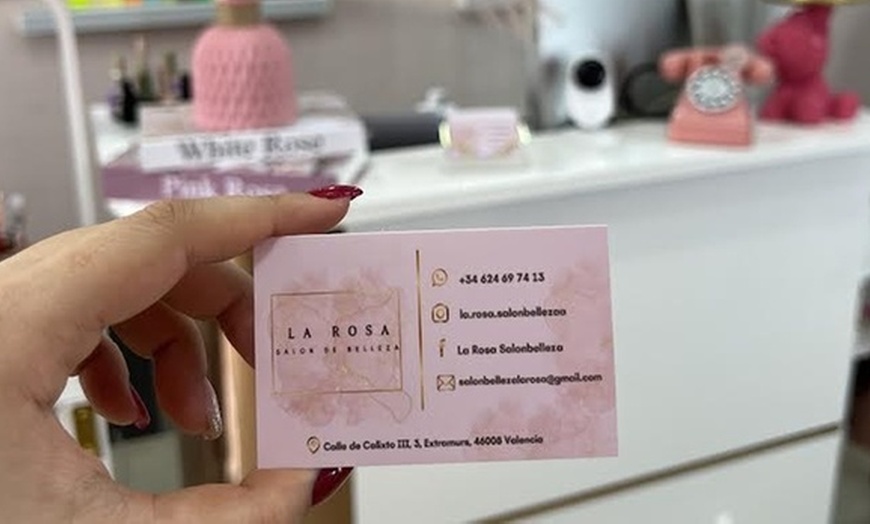 White Rose
Pink Rose
LA ROSA
SALON DE BELLEZA
+34 624 69 74 13
la.rosa.salonbellezaa
La Rosa Salonbelleza
salonbellezalarosa@gmail.com
Calle de Calixto III, 3, Extramurs, 46008 Valencia